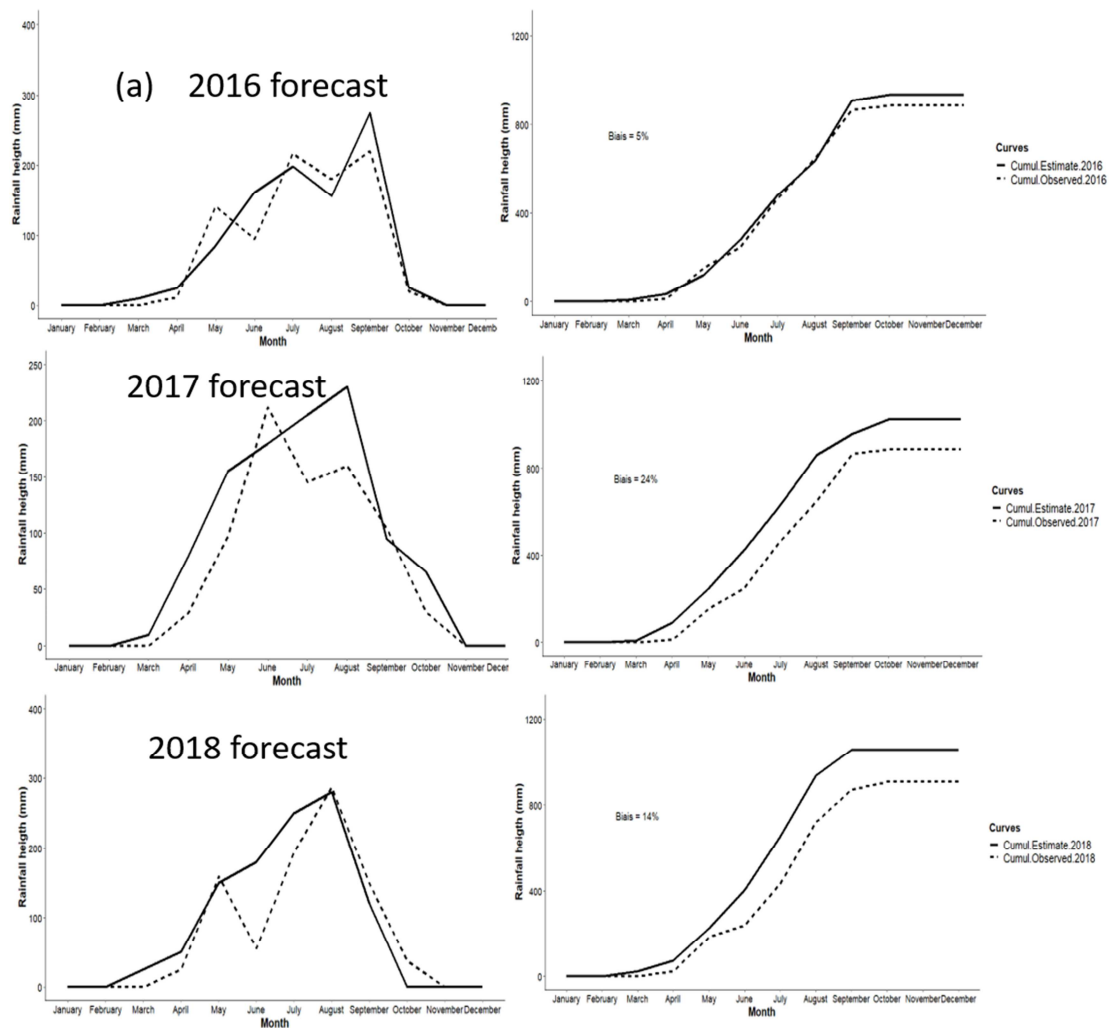 (a) 2016 forecast
Rainfall heigth (mm)
400
300
200
100
0
January February March April May June July August September October November Decemb
Month
Rainfall heigth (mm)
1200
800
400
0
Biais = 5%
January February March April May June July August September October November December
Month
Curves
Cumul.Estimate.2016
Cumul.Observed.2016
2017 forecast
Rainfall heigth (mm)
250
200
150
100
50
0
January February March April May June July August September October November Decer
Month
Rainfall heigth (mm)
1200
800
400
0
Biais = 24%
January February March April May June July August September October November December
Month
Curves
Cumul.Estimate.2017
Cumul.Observed.2017
2018 forecast
Rainfall heigth (mm)
400
300
200
100
0
January February March April May June July August September October November December
Month
Rainfall heigth (mm)
1200
800
400
0
Biais = 14%
January February March April May June July August September October November December
Month
Curves
Cumul.Estimate.2018
Cumul.Observed.2018